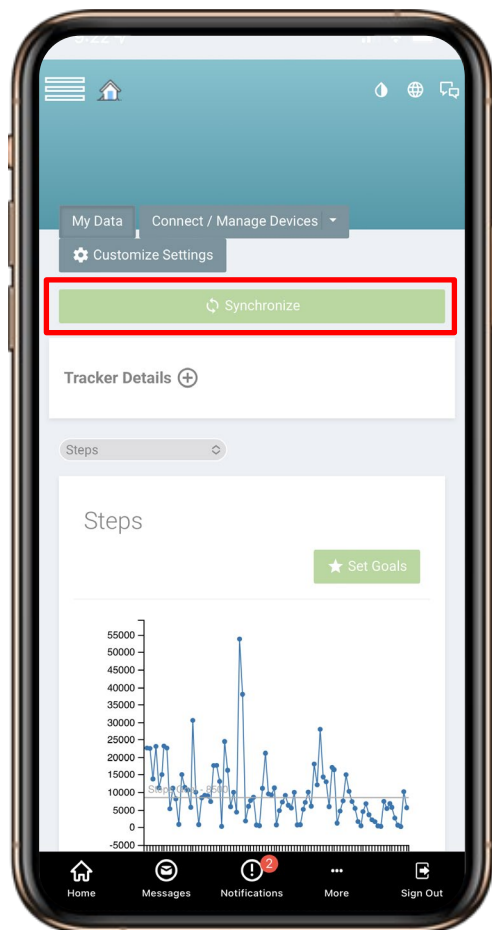 My Data
Connect / Manage Devices
Customize Settings
Synchronize
Tracker Details
Steps
Steps
Set Goals
55000
50000
45000
40000
35000
30000
25000
20000
15000
10000
5000
0
-5000
2
Home
Messages
Notifications
More
Sign Out